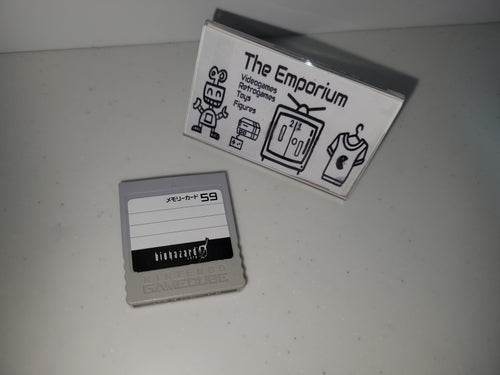 The Emporium
Videogames
Retrogames
Toys
Figures
メモリーカード 59
biohazard
NINTENDO
GAMECUBE